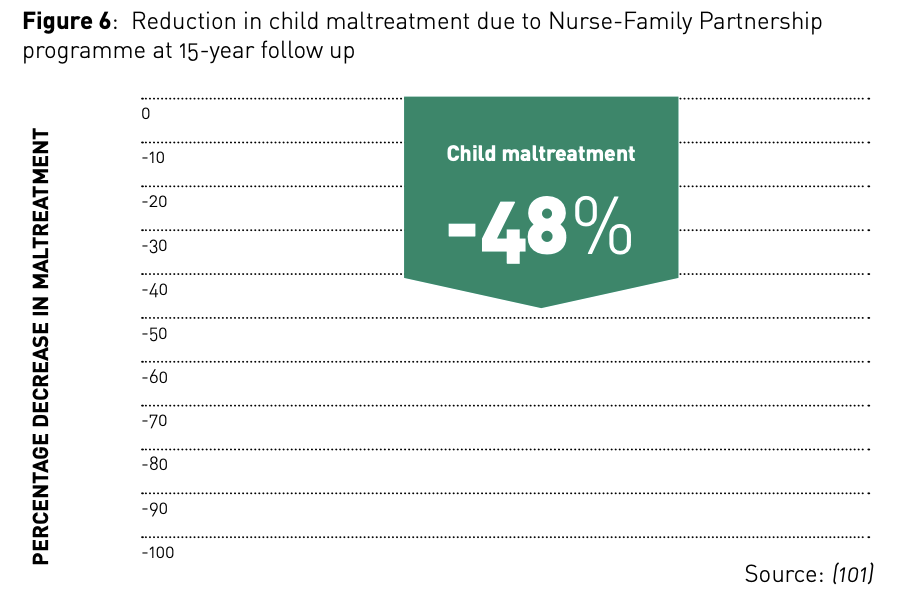 Figure 6:  Reduction in child maltreatment due to Nurse-Family Partnership
programme at 15-year follow up
PERCENTAGE DECREASE IN MALTREATMENT
0
-10
-20
-30
-40
-50
-60
-70
-80
-90
-100
Child maltreatment
-48%
Source: (101)